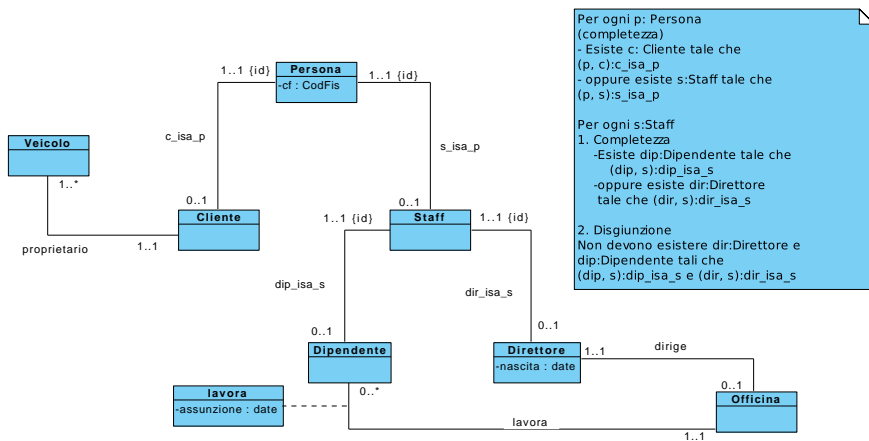 Per ogni p: Persona
(completezza)
- Esiste c: Cliente tale che
(p, c):c_isa_p
- oppure esiste s:Staff tale che
(p, s):s_isa_p
Per ogni s:Staff
1. Completezza
-Esiste dip:Dipendente tale che
(dip, s):dip_isa_s
-oppure esiste dir:Direttore
tale che (dir, s):dir_isa_s
2. Disgiunzione
Non devono esistere dir:Direttore e
dip:Dipendente tali che
(dip, s):dip_isa_s e (dir, s):dir_isa_s
1..1 {id}
Persona
-cf : CodFis
1..1 {id}
c_isa_p
s_isa_p
Veicolo
1..*
0..1
Cliente
proprietario
1..1
0..1
1..1 {id}
Staff
1..1 {id}
dip_isa_s
dir_isa_s
0..1
0..1
Dipendente
0..*
Direttore
-nascita : date
1..1
dirige
0..1
lavora
-assunzione : date
Officina
lavora
1..1